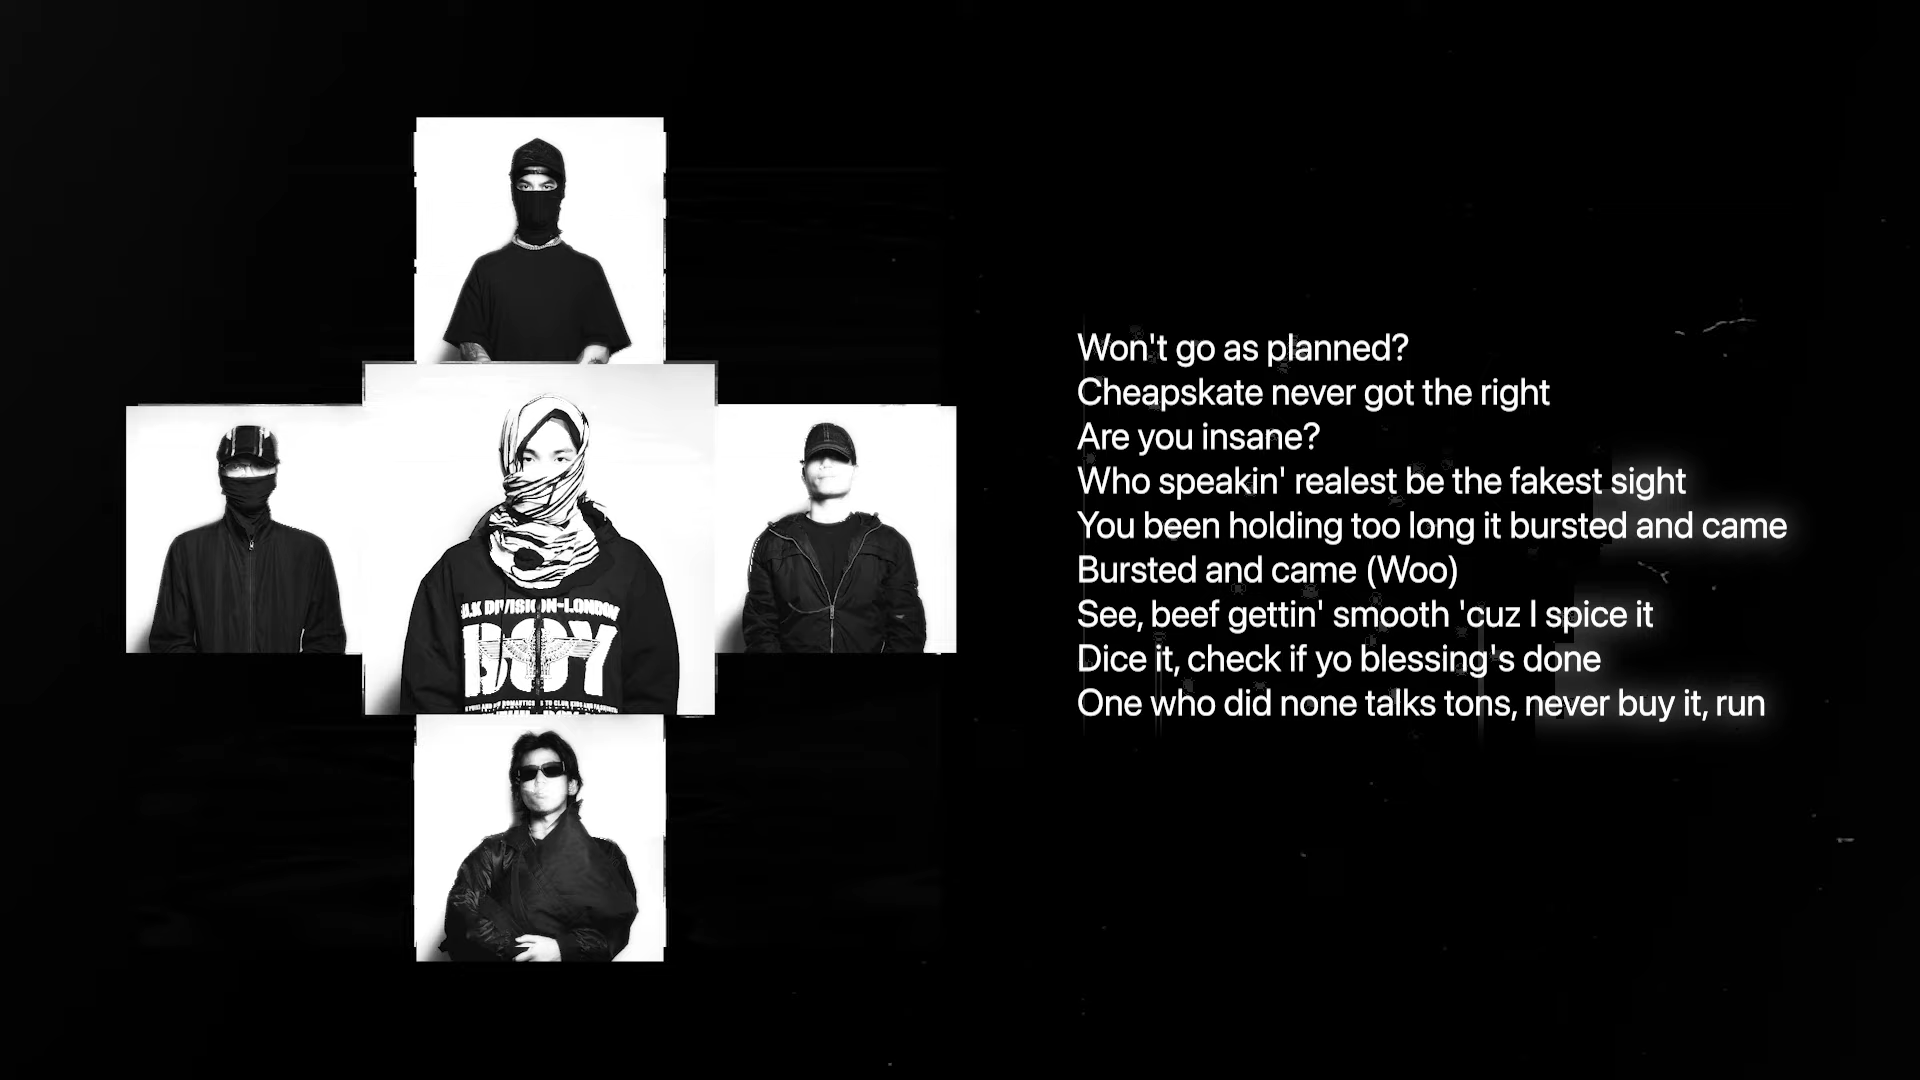 U.K DIVISION-LONDON
BOY
Won't go as planned?
Cheapskate never got the right
Are you insane?
Who speakin' realest be the fakest sight
You been holding too long it bursted and came
Bursted and came (Woo)
See, beef gettin' smooth 'cuz I spice it
Dice it, check if yo blessing's done
One who did none talks tons, never buy it, run